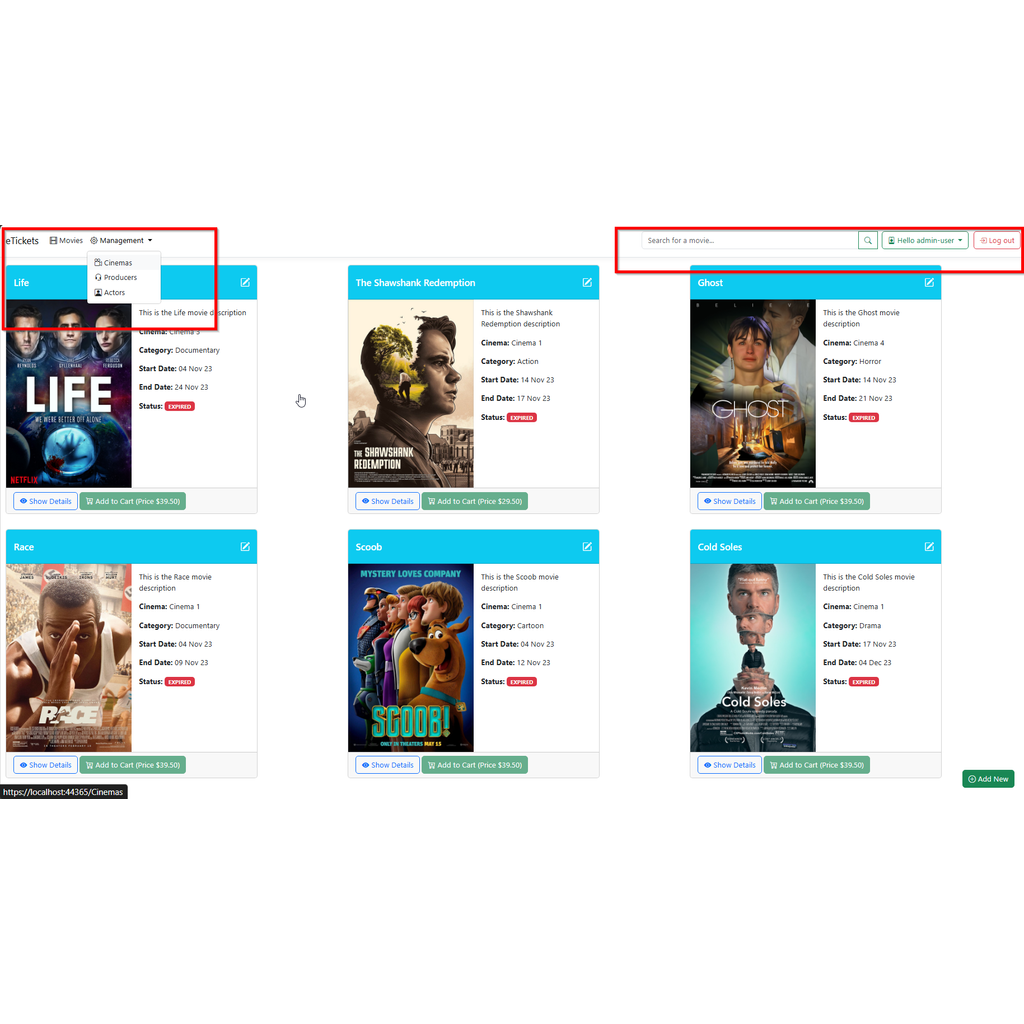 eTickets Movies Management
Search for a movie...
Hello admin-user
Log out
Cinemas
Producers
Actors
Life
This is the Life movie description
Cinema: Cinema 5
Category: Documentary
Start Date: 04 Nov 23
End Date: 24 Nov 23
Status: EXPIRED
REYNOLDS GYLLENHAAL FERGUSON
LIFE
WE WERE BETTER OFF ALONE
NETFLIX
Show Details Add to Cart (Price $39.50)
The Shawshank Redemption
This is the Shawshank
Redemption description
Cinema: Cinema 1
Category: Action
Start Date: 14 Nov 23
End Date: 17 Nov 23
Status: EXPIRED
THE SHAWSHANK
REDEMPTION
Show Details Add to Cart (Price $29.50)
Ghost
This is the Ghost movie
description
Cinema: Cinema 4
Category: Horror
Start Date: 14 Nov 23
End Date: 21 Nov 23
Status: EXPIRED
BELIEVE
GHOST
Show Details Add to Cart (Price $39.50)
Race
This is the Race movie
description
Cinema: Cinema 1
Category: Documentary
Start Date: 04 Nov 23
End Date: 09 Nov 23
Status: EXPIRED
JAMES SUDEIKIS IRONS HURT
RACE
Show Details Add to Cart (Price $39.50)
Scoob
This is the Scoob movie
description
Cinema: Cinema 1
Category: Cartoon
Start Date: 04 Nov 23
End Date: 12 Nov 23
Status: EXPIRED
MYSTERY LOVES COMPANY
SCOOB!
ONLY IN THEATERS MAY 15
Show Details Add to Cart (Price $39.50)
Cold Soles
This is the Cold Soles movie
description
Cinema: Cinema 1
Category: Drama
Start Date: 17 Nov 23
End Date: 04 Dec 23
Status: EXPIRED
Cold Soles
Show Details Add to Cart (Price $39.50)
Add New
https://localhost:44365/Cinemas